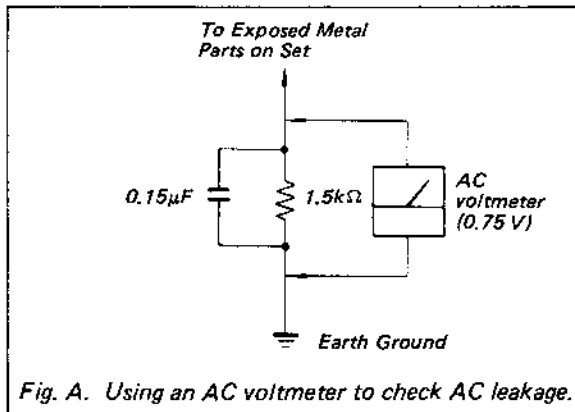 To Exposed Metal
Parts on Set
0.15μF
1.5kΩ
AC
voltmeter
(0.75 V)
Earth Ground
Fig. A. Using an AC voltmeter to check AC leakage.